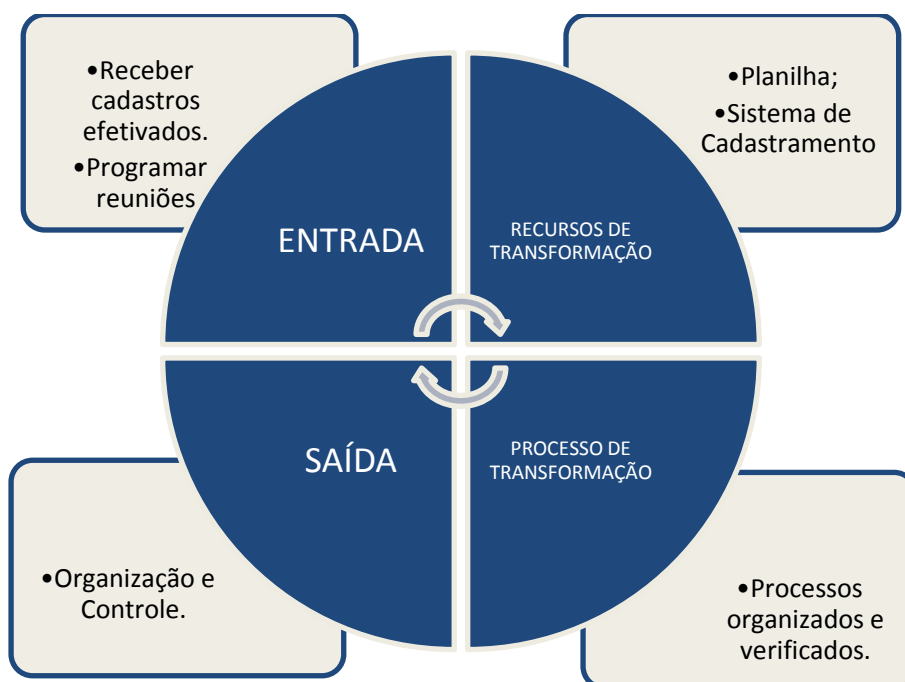 •Receber
cadastros
efetivados.
•Programar
reuniões
•Planilha;
•Sistema de
Cadastramento
ENTRADA
RECURSOS DE
TRANSFORMAÇÃO
SAÍDA
PROCESSO DE
TRANSFORMAÇÃO
•Organização e
Controle.
•Processos
organizados e
verificados.